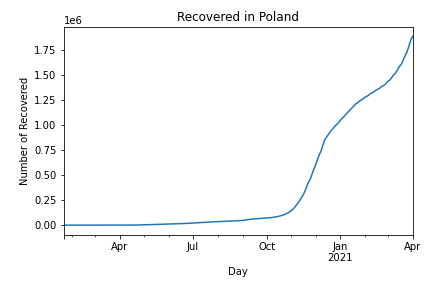 Recovered in Poland
1e6
Number of Recovered
1.75
1.50
1.25
1.00
0.75
0.50
0.25
0.00
Apr Jul Oct Jan Apr
2021
Day